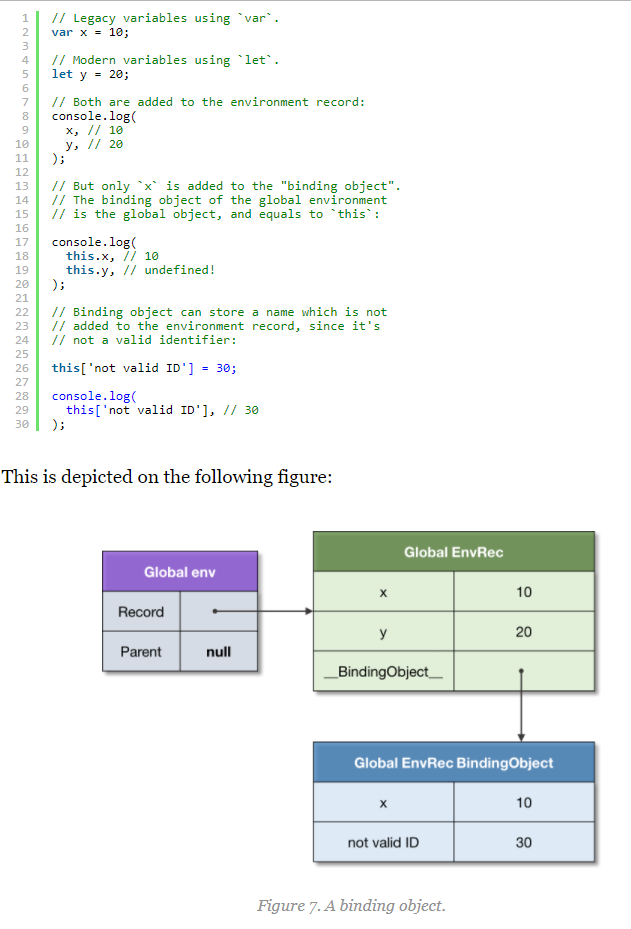 1 // Legacy variables using `var`.
2 var x = 10;
3
4 // Modern variables using `let`.
5 let y = 20;
6
7 // Both are added to the environment record:
8 console.log(
9 x, // 10
10 y, // 20
11 );
12
13 // But only `x` is added to the "binding object".
14 // The binding object of the global environment
15 // is the global object, and equals to `this`:
16
17 console.log(
18 this.x, // 10
19 this.y, // undefined!
20 );
21
22 // Binding object can store a name which is not
23 // added to the environment record, since it's
24 // not a valid identifier:
25
26 this['not valid ID'] = 30;
27
28 console.log(
29 this['not valid ID'], // 30
30 );
This is depicted on the following figure:
Global env
Record
Parent null
Global EnvRec
x 10
y 20
__BindingObject__
Global EnvRec BindingObject
x 10
not valid ID 30
Figure 7. A binding object.